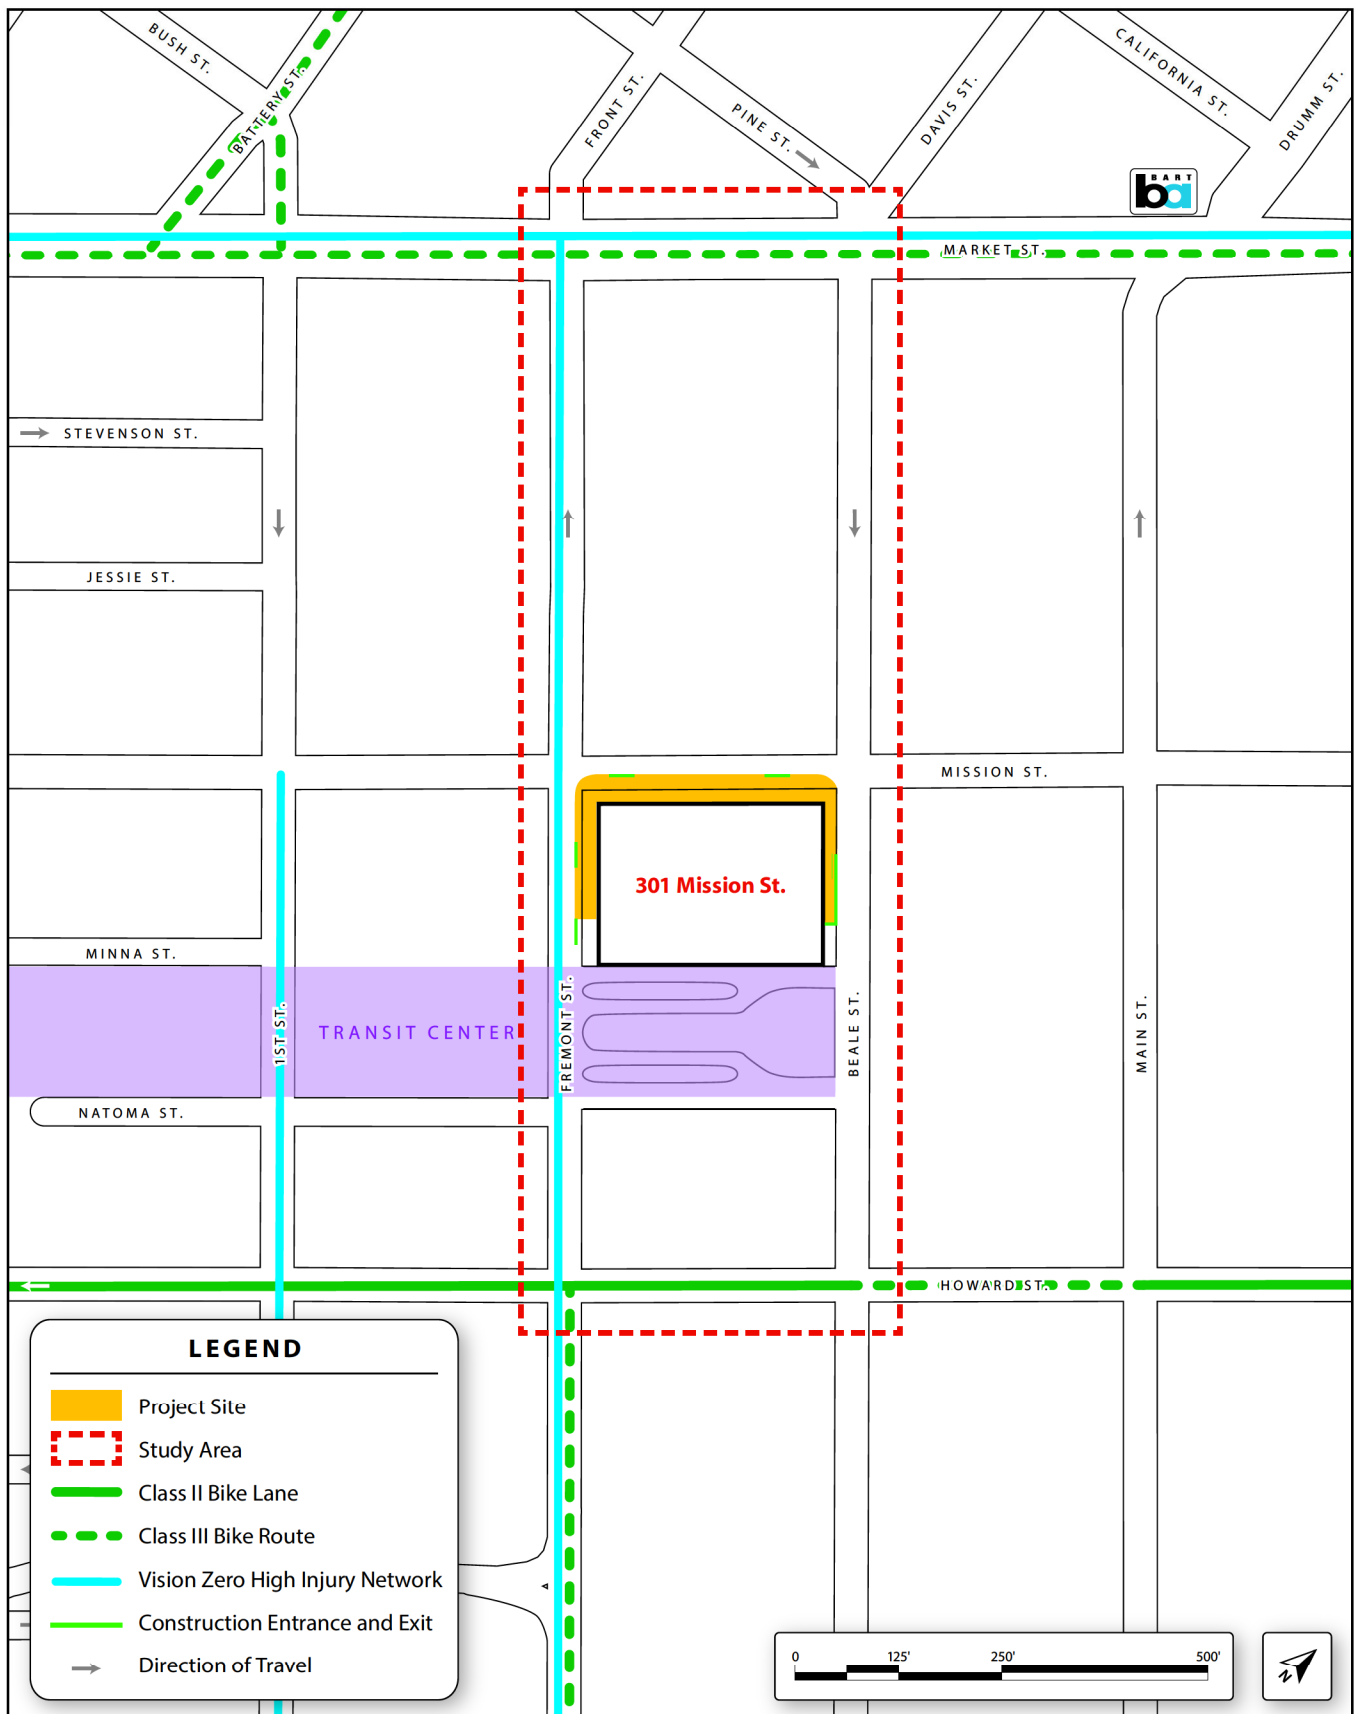 BUSH ST.
BATTERY ST.
FRONT ST.
PINE ST.
DAVIS ST.
CALIFORNIA ST.
DRUMM ST.
BART
ba
MARKET ST.
STEVENSON ST.
JESSIE ST.
MISSION ST.
301 Mission St.
MINNA ST.
1ST ST.
TRANSIT CENTER
FREMONT ST.
BEALE ST.
MAIN ST.
NATOMA ST.
HOWARD ST.
LEGEND
Project Site
Study Area
Class II Bike Lane
Class III Bike Route
Vision Zero High Injury Network
Construction Entrance and Exit
Direction of Travel
0 125' 250' 500'
N